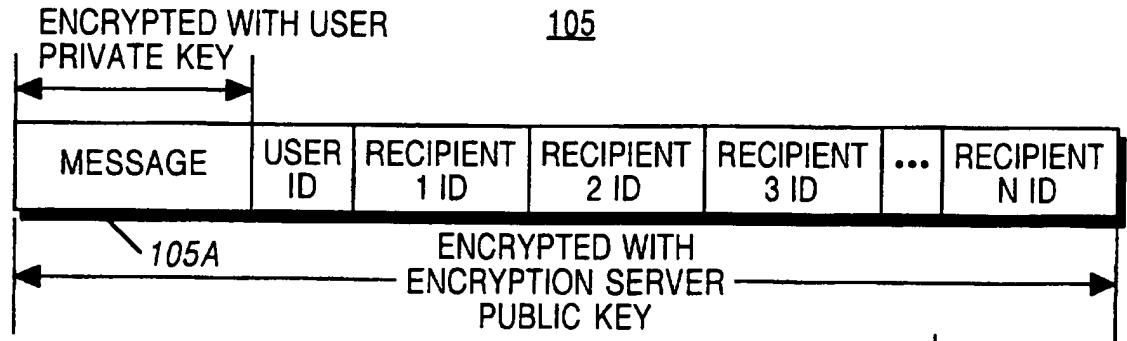 ENCRYPTED WITH USER
PRIVATE KEY
105
MESSAGE
USER
ID
RECIPIENT
1 ID
RECIPIENT
2 ID
RECIPIENT
3 ID
...
RECIPIENT
N ID
105A
ENCRYPTED WITH
ENCRYPTION SERVER
PUBLIC KEY